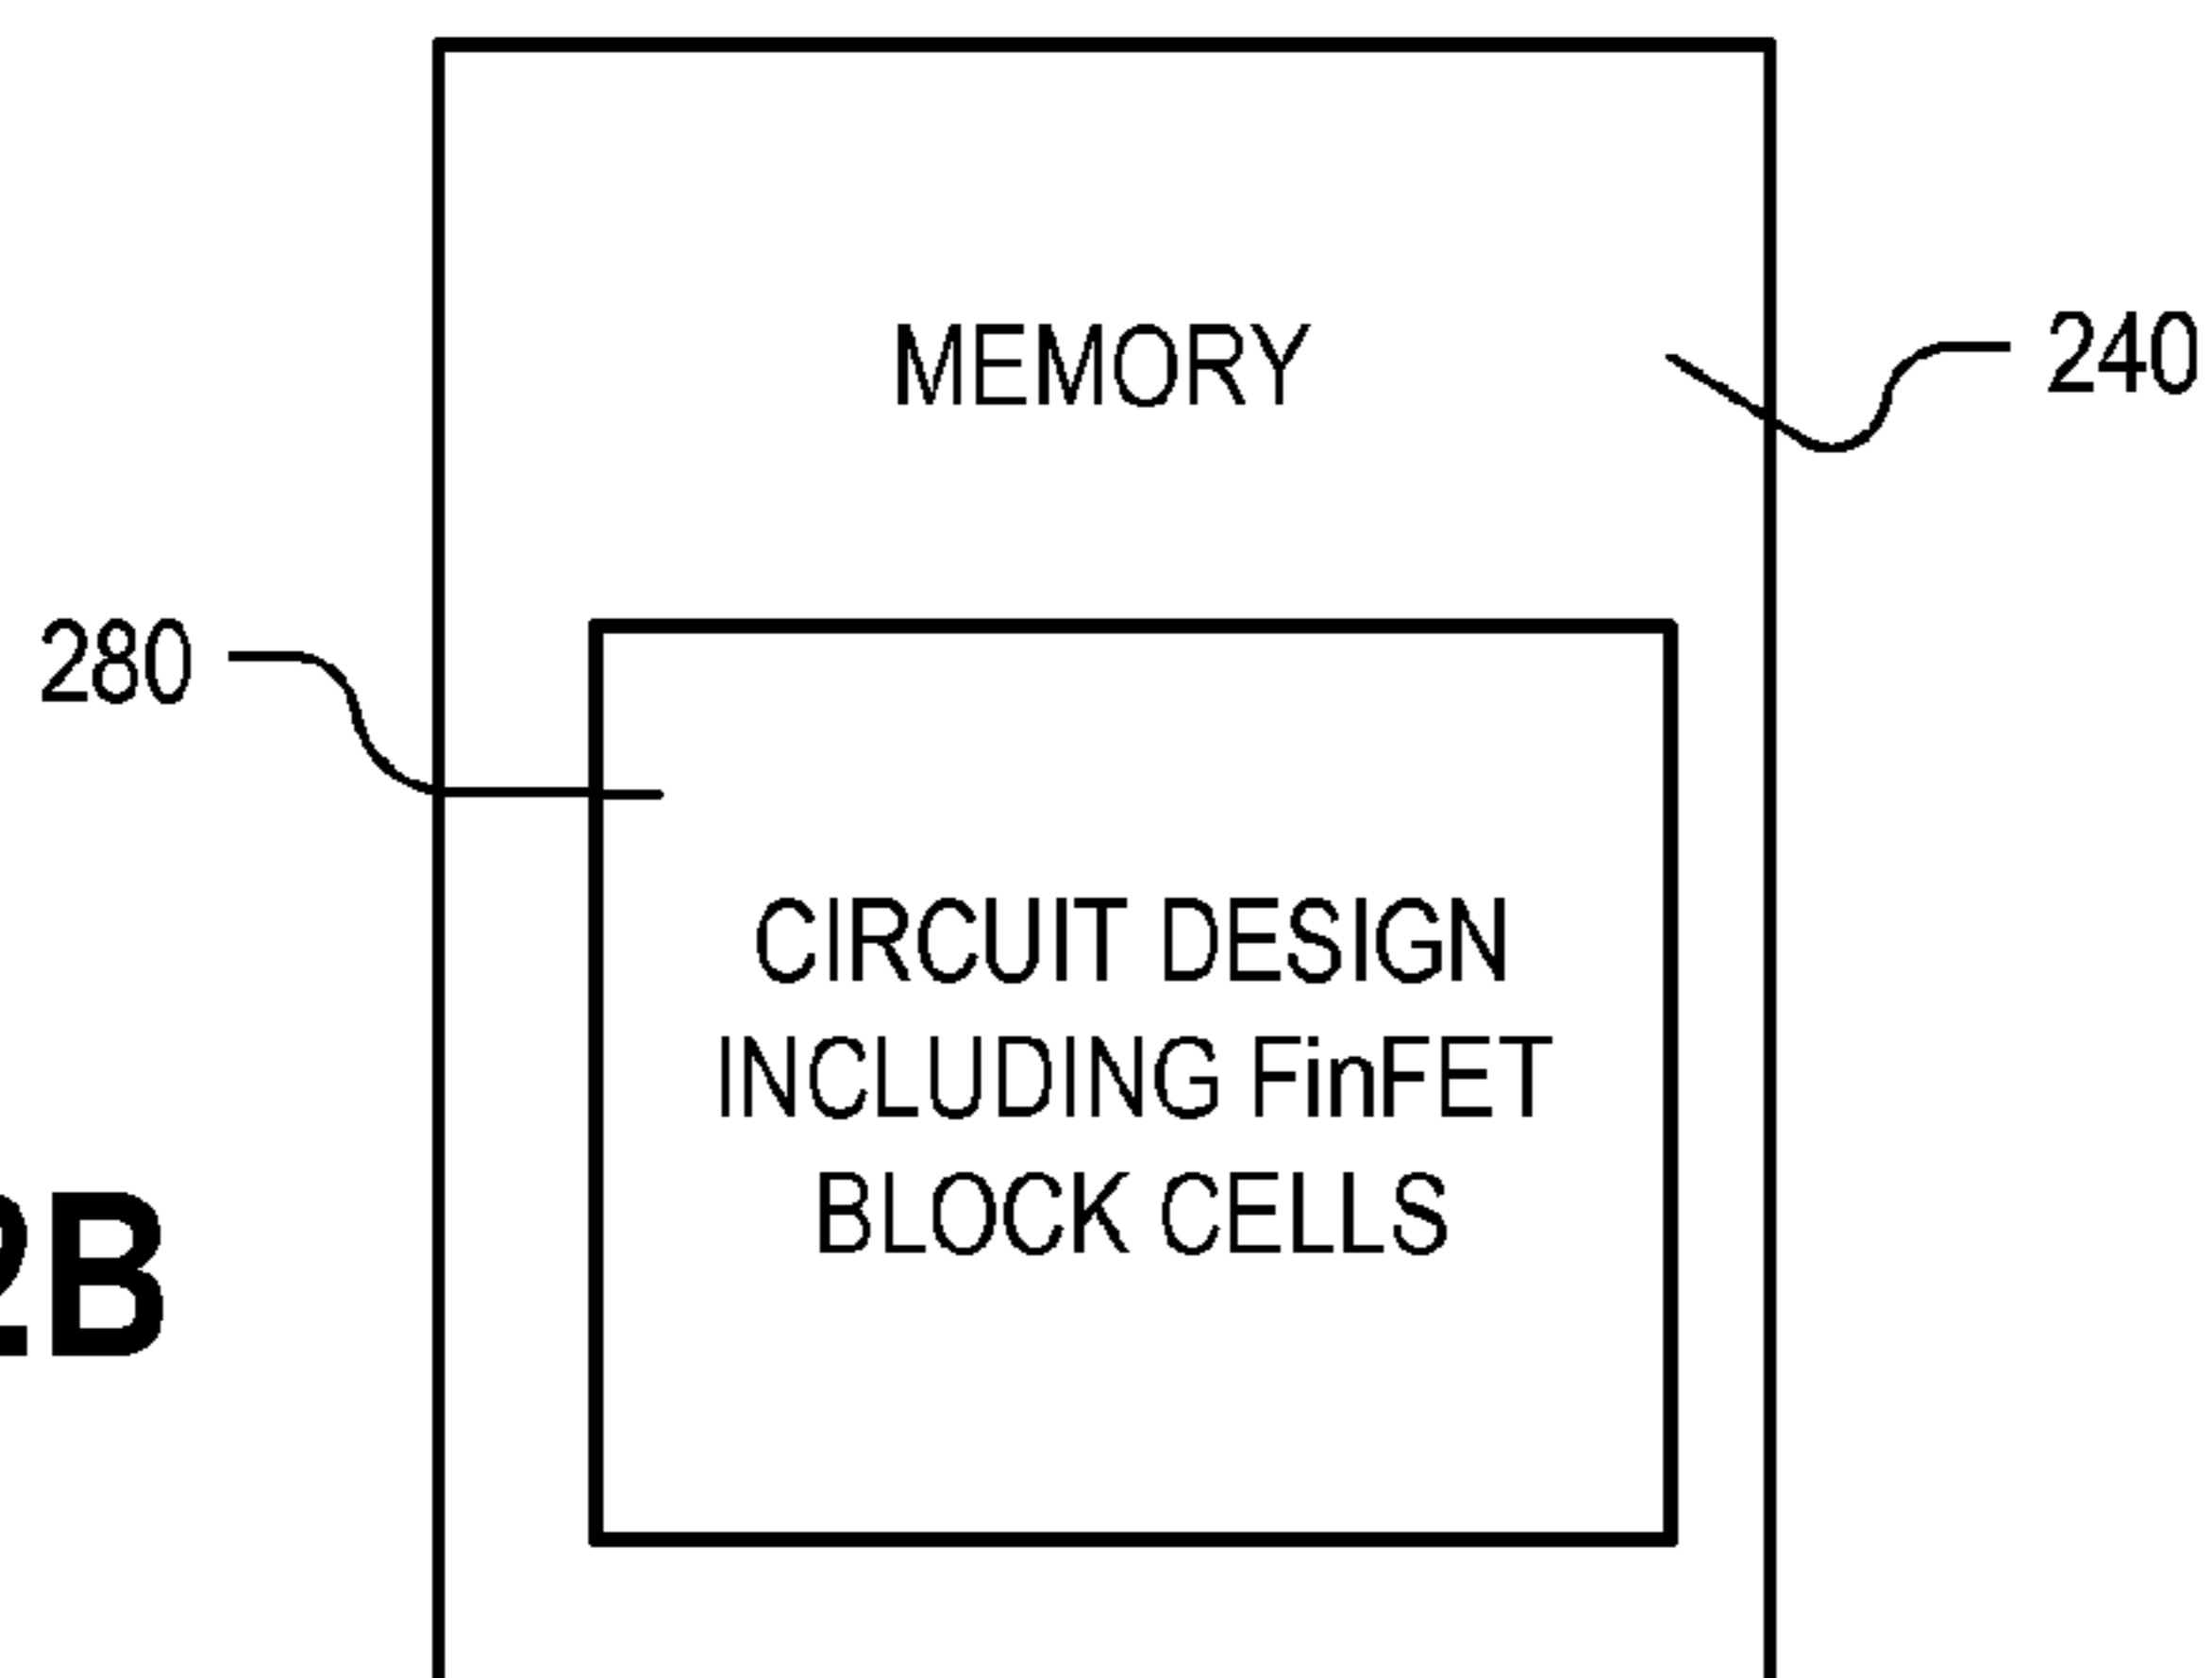 MEMORY
240
280
CIRCUIT DESIGN
INCLUDING FinFET
BLOCK CELLS
2B